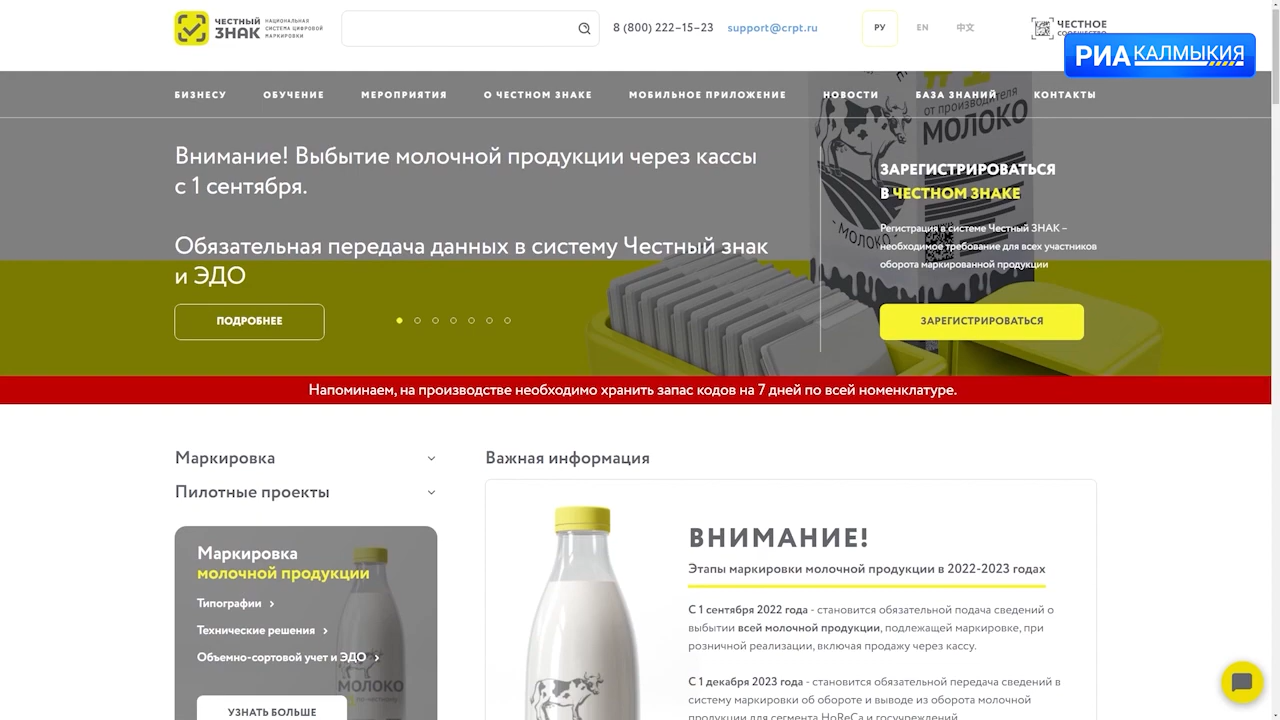 ЧЕСТНЫЙ
ЗНАК
НАЦИОНАЛЬНАЯ
СИСТЕМА ЦИФРОВОЙ
МАРКИРОВКИ
8 (800) 222–15–23
support@crpt.ru
РУ
EN
中文
ЧЕСТНОЕ
РИА КАЛМЫКИЯ
БИЗНЕСУ
ОБУЧЕНИЕ
МЕРОПРИЯТИЯ
О ЧЕСТНОМ ЗНАКЕ
МОБИЛЬНОЕ ПРИЛОЖЕНИЕ
НОВОСТИ
БАЗА ЗНАНИЙ
КОНТАКТЫ
#1
от производителя
МОЛОКО
Внимание! Выбытие молочной продукции через кассы
с 1 сентября.
Обязательная передача данных в систему Честный знак
и ЭДО
ПОДРОБНЕЕ
МОЛОКО
ЗАРЕГИСТРИРОВАТЬСЯ
В ЧЕСТНОМ ЗНАКЕ
Регистрация в системе Честный ЗНАК –
необходимое требование для всех участников
оборота маркированной продукции
ЗАРЕГИСТРИРОВАТЬСЯ
Напоминаем, на производстве необходимо хранить запас кодов на 7 дней по всей номенклатуре.
Маркировка
Пилотные проекты
Маркировка
молочной продукции
Типографии
Технические решения
Объемно-сортовой учет и ЭДО
МОЛОКО
УЗНАТЬ БОЛЬШЕ
Важная информация
ВНИМАНИЕ!
Этапы маркировки молочной продукции в 2022-2023 годах
С 1 сентября 2022 года - становится обязательной подача сведений о
выбытии всей молочной продукции, подлежащей маркировке, при
розничной реализации, включая продажу через кассу.
С 1 декабря 2023 года - становится обязательной передача сведений в
систему маркировки об обороте и выводе из оборота молочной
продукции для сегмента HoReCa и госучреждений.